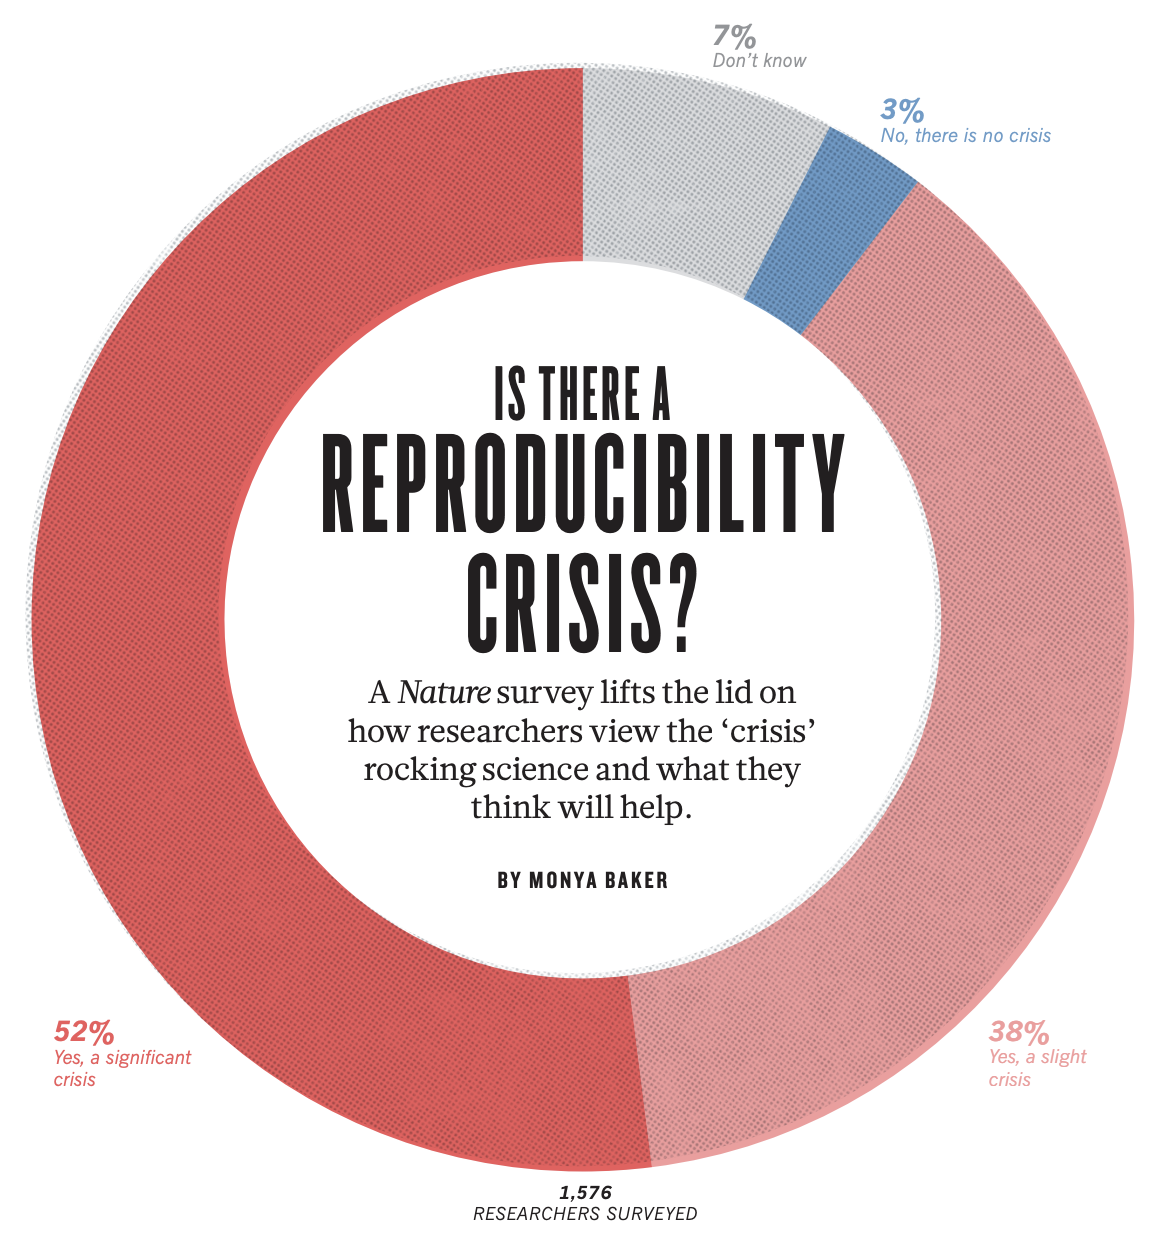 7%
Don’t know
3%
No, there is no crisis
IS THERE A
REPRODUCIBILITY
CRISIS?
A Nature survey lifts the lid on
how researchers view the ‘crisis’
rocking science and what they
think will help.
BY MONYA BAKER
52%
Yes, a significant
crisis
38%
Yes, a slight
crisis
1,576
RESEARCHERS SURVEYED